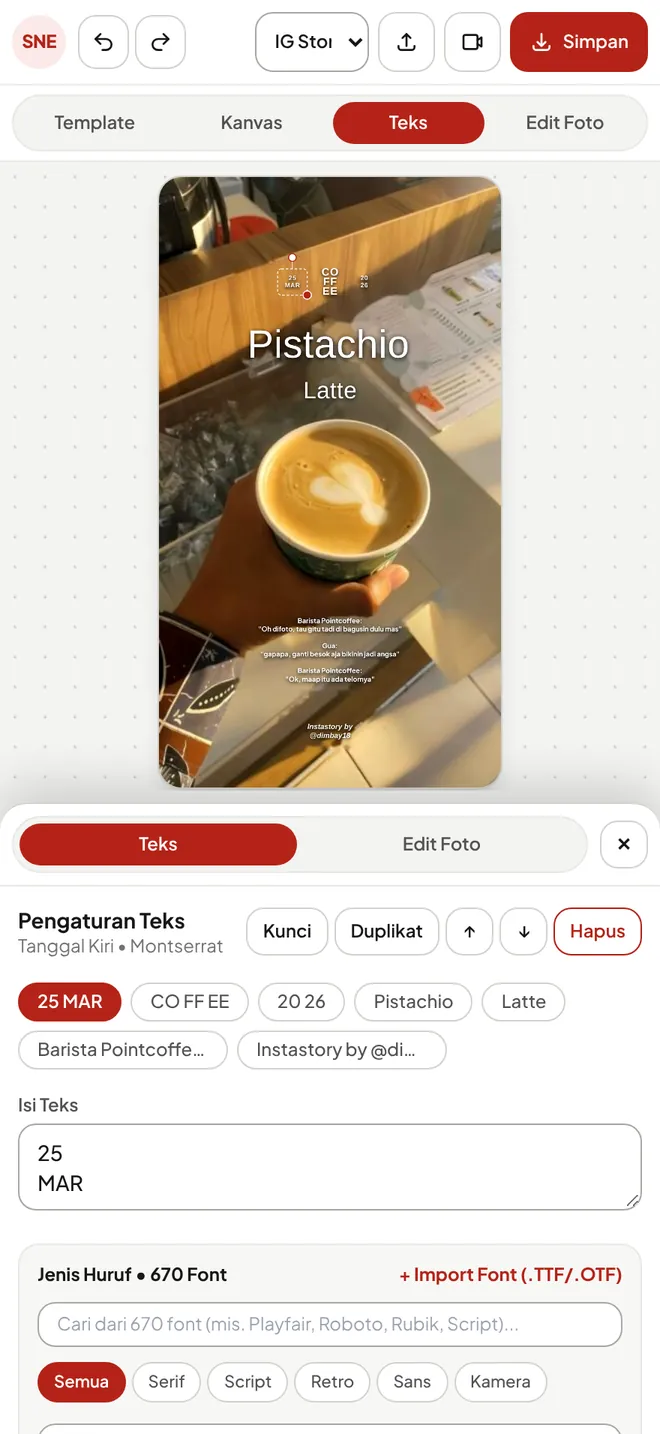 SNE
IG Stor
Simpan
Template
Kanvas
Teks
Edit Foto
25
MAR
CO
FF
EE
20
26
Pistachio
Latte
Barista Pointcoffee:
"Oh difoto, tau gitu tadi di bagusin dulu mas"
Gua:
"gapapa, ganti besok aja bikinin jadi angsa"
Barista Pointcoffee:
"Ok, maap itu ada telornya"
Instastory by
@dimbay18
Teks
Edit Foto
×
Pengaturan Teks
Tanggal Kiri • Montserrat
Kunci
Duplikat
↑
↓
Hapus
25 MAR
CO FF EE
20 26
Pistachio
Latte
Barista Pointcoffe…
Instastory by @di…
Isi Teks
25
MAR
Jenis Huruf • 670 Font
+ Import Font (.TTF/.OTF)
Cari dari 670 font (mis. Playfair, Roboto, Rubik, Script)...
Semua
Serif
Script
Retro
Sans
Kamera